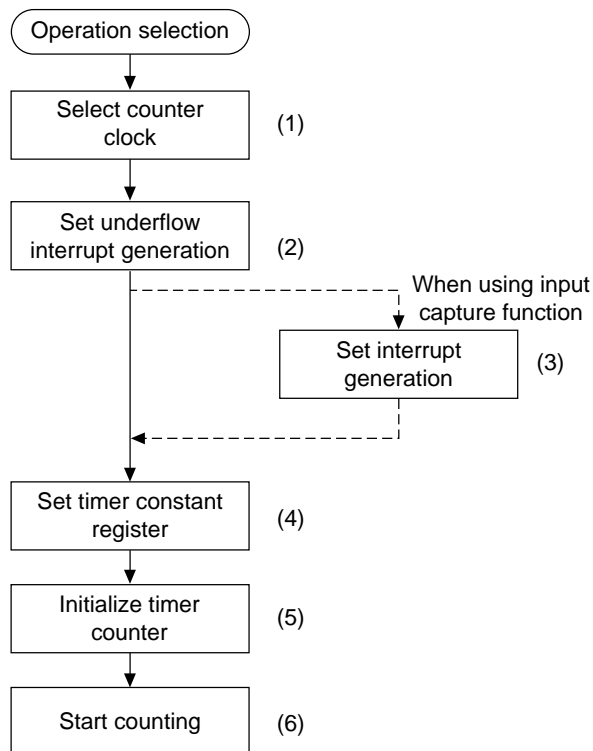 Operation selection
Select counter
clock
(1)
Set underflow
interrupt generation
(2)
When using input
capture function
Set interrupt
generation
(3)
Set timer constant
register
(4)
Initialize timer
counter
(5)
Start counting
(6)